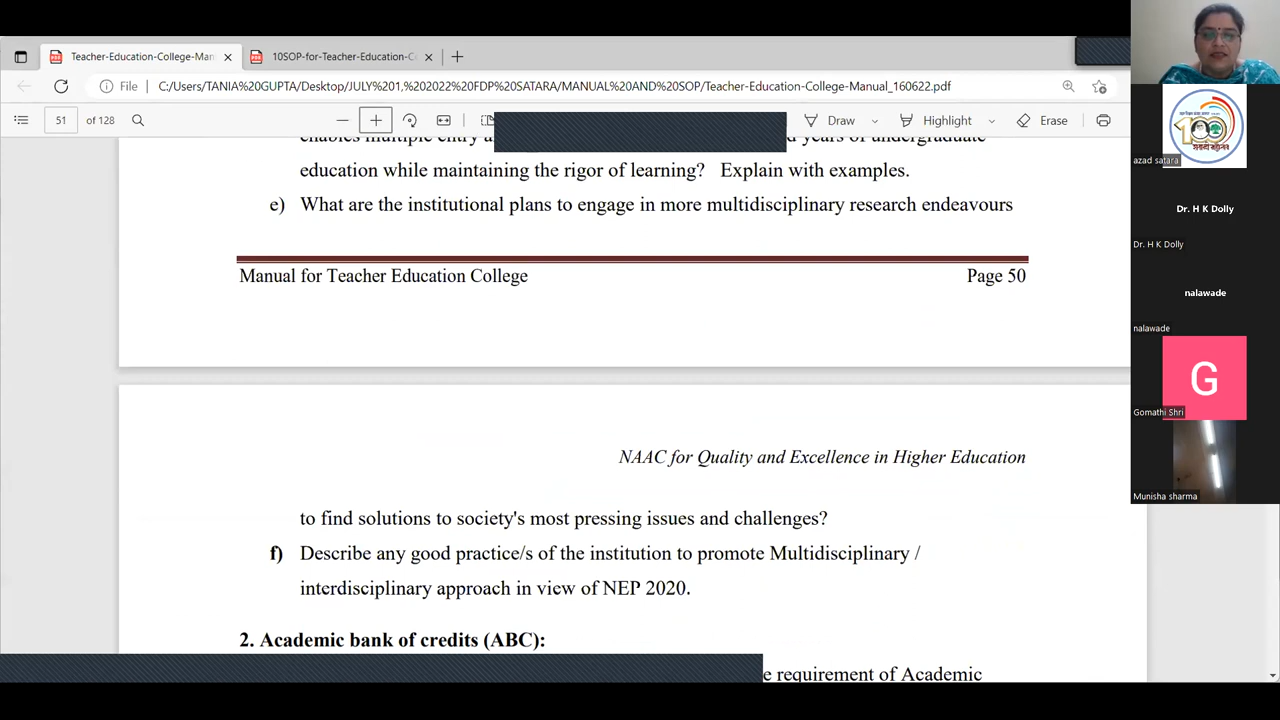 Teacher-Education-College-Man
10SOP-for-Teacher-Education-C
File
C:/Users/TANIA%20GUPTA/Desktop/JULY%201,%202022%20FDP%20SATARA/MANUAL%20AND%20SOP/Teacher-Education-College-Manual_160622.pdf
51 of 128
Draw
Highlight
Erase
enables multiple entry a
d years of undergraduate
education while maintaining the rigor of learning? Explain with examples.
e) What are the institutional plans to engage in more multidisciplinary research endeavours
Manual for Teacher Education College
Page 50
NAAC for Quality and Excellence in Higher Education
to find solutions to society's most pressing issues and challenges?
f) Describe any good practice/s of the institution to promote Multidisciplinary /
interdisciplinary approach in view of NEP 2020.
2. Academic bank of credits (ABC):
e requirement of Academic
azad satara
Dr. H K Dolly
Dr. H K Dolly
nalawade
nalawade
G
Gomathi Shri
Munisha sharma